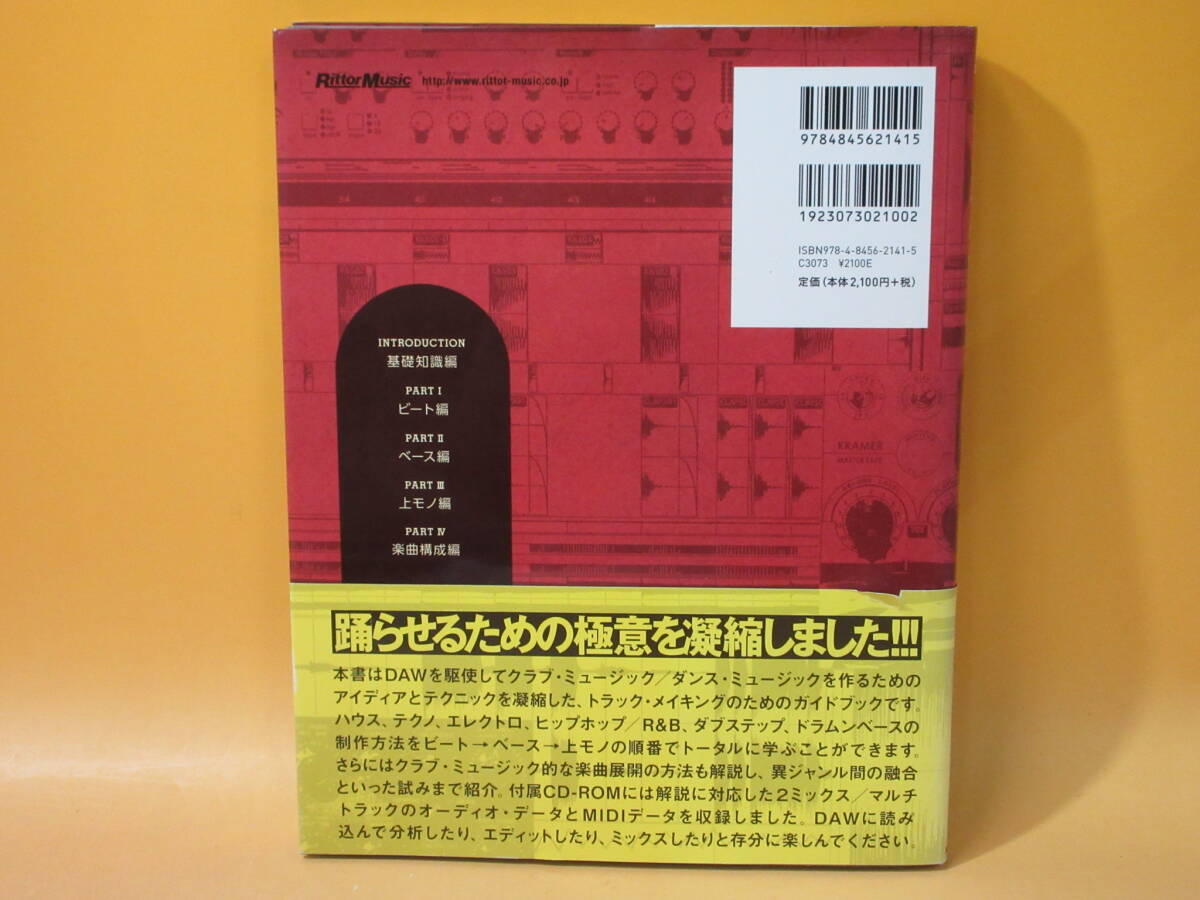 RittorMusic http://www.rittot-music.co.jp
9784845621415
1923073021002
ISBN978-4-8456-2141-5
C3073 ¥2100E
定価(本体2,100円+税)
INTRODUCTION
基礎知識編
PART I
ビート編
PART II
ベース編
PART III
上モノ編
PART IV
楽曲構成編
KRAMER
MASTER TAPE
踊らせるための極意を凝縮しました!!!
本書はDAWを駆使してクラブ・ミュージック/ダンス・ミュージックを作るための
アイディアとテクニックを凝縮した、トラック・メイキングのためのガイドブックです。
ハウス、テクノ、エレクトロ、ヒップホップ/R&B、ダブステップ、ドラムンベースの
制作方法をビート→ベース→上モノの順番でトータルに学ぶことができます。
さらにはクラブ・ミュージック的な楽曲展開の方法も解説し、異ジャンル間の融合
といった試みまで紹介。付属CD-ROMには解説に対応した2ミックス/マルチ
トラックのオーディオ・データとMIDIデータを収録しました。DAWに読み
込んで分析したり、エディットしたり、ミックスしたりと存分に楽しんでください。